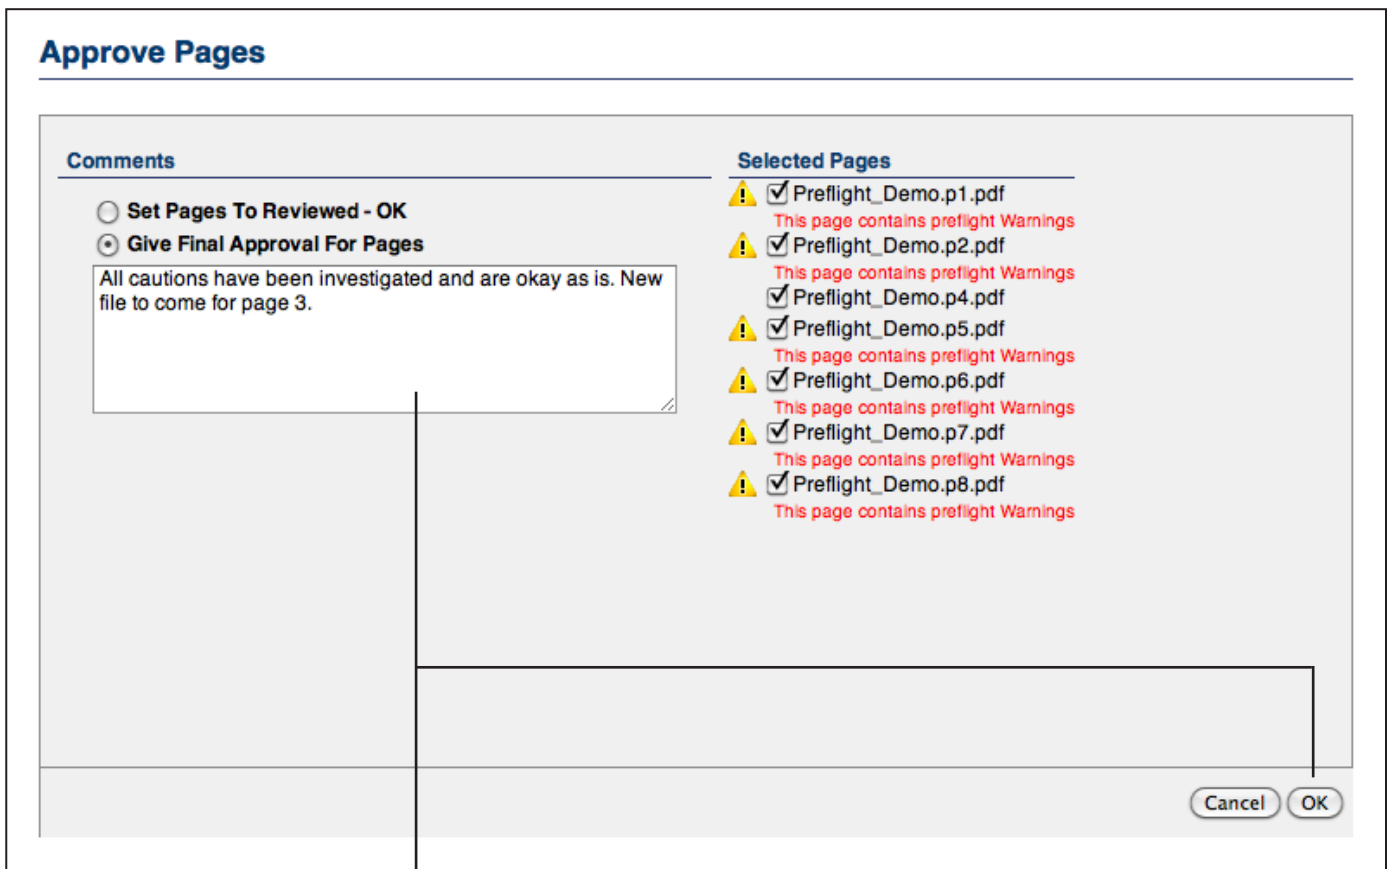 Approve Pages
Comments
Set Pages To Reviewed - OK
Give Final Approval For Pages
All cautions have been investigated and are okay as is. New
file to come for page 3.
Selected Pages
Preflight_Demo.p1.pdf
This page contains preflight Warnings
Preflight_Demo.p2.pdf
This page contains preflight Warnings
Preflight_Demo.p4.pdf
Preflight_Demo.p5.pdf
This page contains preflight Warnings
Preflight_Demo.p6.pdf
This page contains preflight Warnings
Preflight_Demo.p7.pdf
This page contains preflight Warnings
Preflight_Demo.p8.pdf
This page contains preflight Warnings
Cancel OK